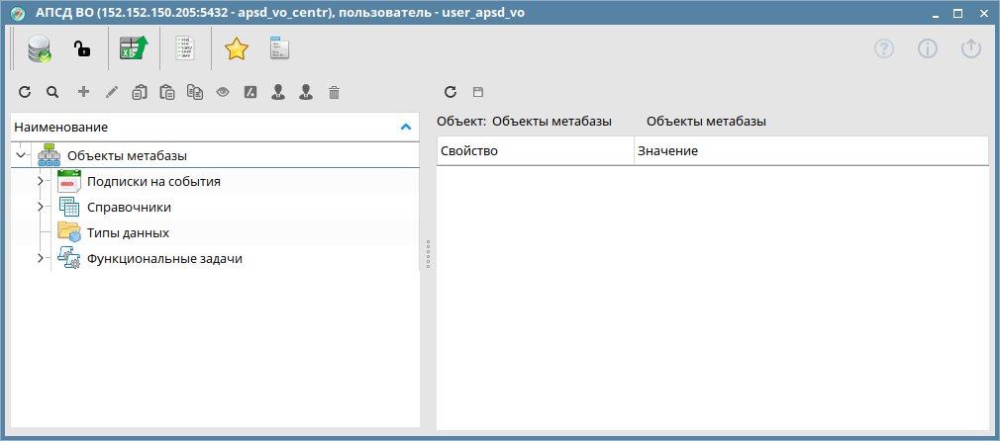 АПСД ВО (152.152.150.205:5432 - apsd_vo_centr), пользователь - user_apsd_vo
Наименование
Объекты метабазы
Подписки на события
Справочники
Типы данных
Функциональные задачи
Объект: Объекты метабазы Объекты метабазы
Свойство Значение